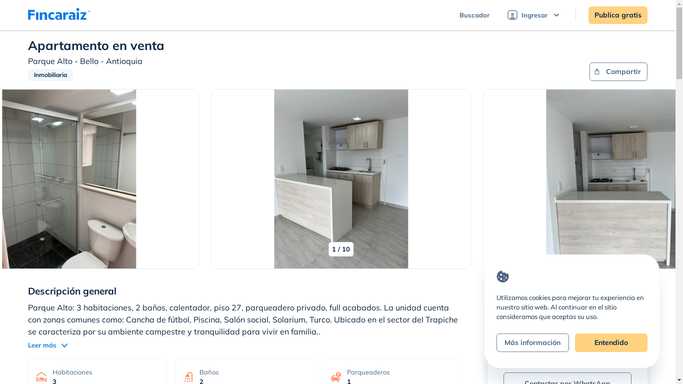 Fincaraiz
Buscador
Ingresar
Publica gratis
Apartamento en venta
Parque Alto - Bello - Antioquia
Inmobiliaria
Compartir
1 / 10
Descripción general
Parque Alto: 3 habitaciones, 2 baños, calentador, piso 27, parqueadero privado, full acabados. La unidad cuenta
con zonas comunes como: Cancha de fútbol, Piscina, Salón social, Solarium, Turco. Ubicado en el sector del Trapiche
se caracteriza por su ambiente campestre y tranquilidad para vivir en familia..
Leer más
Habitaciones
3
Baños
2
Parqueaderos
1
Utilizamos cookies para mejorar tu experiencia en
nuestro sitio web. Al continuar en el sitio
consideramos que aceptas su uso.
Más información
Entendido
Contactar por WhatsApp